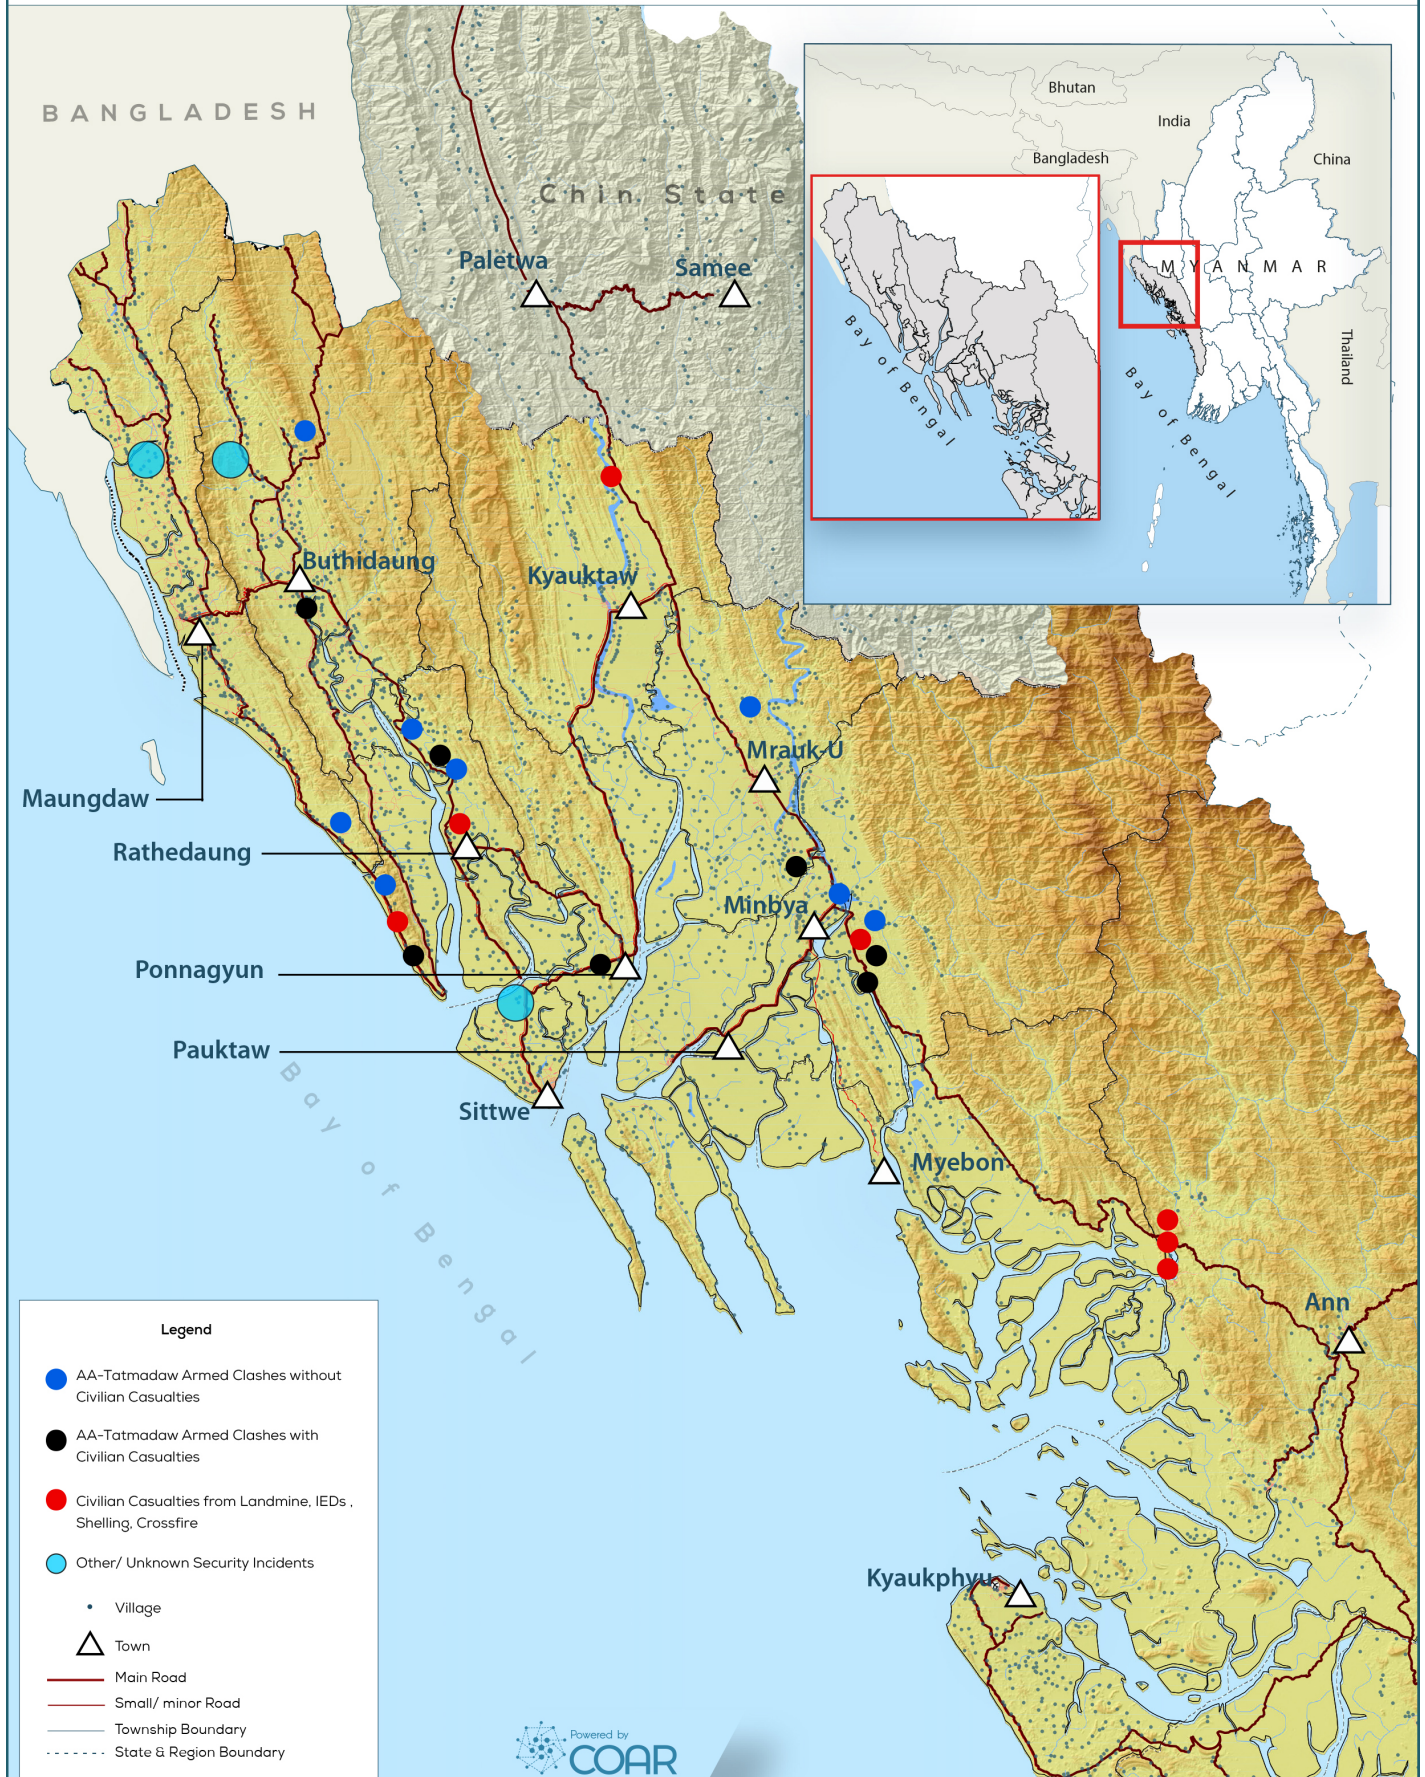 BANGLADESH
Chin State
Paletwa
Samee
Buthidaung
Kyauktaw
Mrauk-U
Maungdaw
Rathedaung
Minbya
Ponnagyun
Pauktaw
Sittwe
Myebon
Ann
Kyaukphyu
Bay of Bengal
Bhutan
India
Bangladesh
China
MYANMAR
Thailand
Bay of Bengal
Bay of Bengal
Legend
AA-Tatmadaw Armed Clashes without
Civilian Casualties
AA-Tatmadaw Armed Clashes with
Civilian Casualties
Civilian Casualties from Landmine, IEDs ,
Shelling, Crossfire
Other/ Unknown Security Incidents
Village
Town
Main Road
Small/ minor Road
Township Boundary
State & Region Boundary
Powered by
COAR